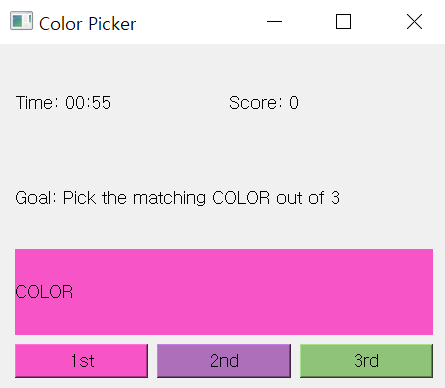 Color Picker
Time: 00:55 Score: 0
Goal: Pick the matching COLOR out of 3
COLOR
1st 2nd 3rd